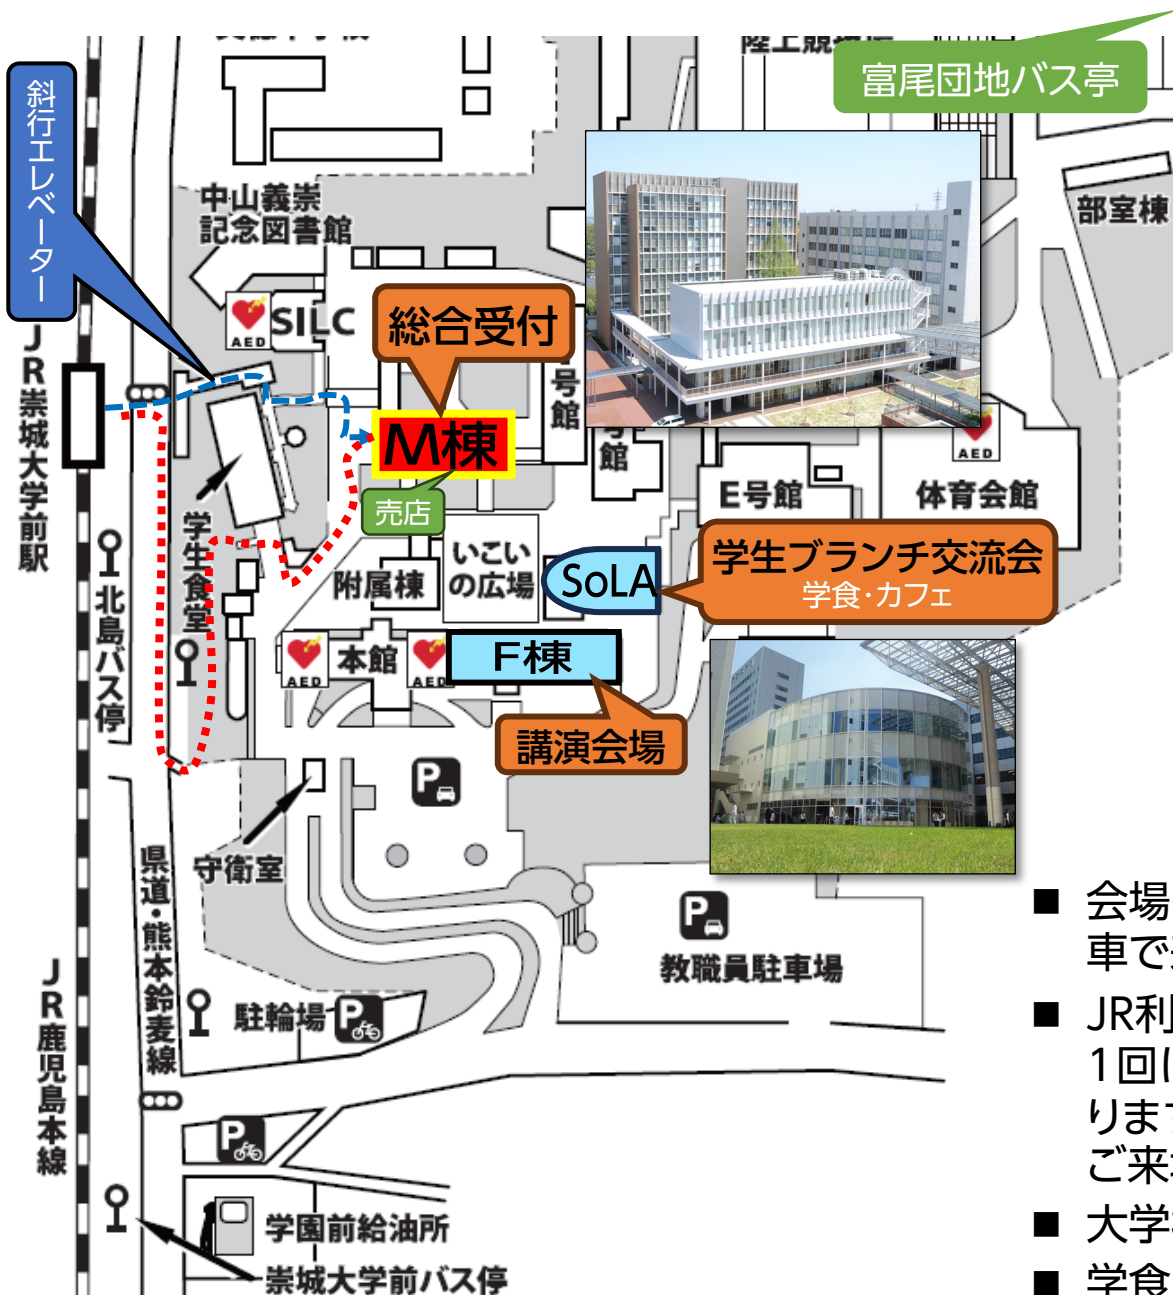 富尾団地バス亭
斜行エレベーター
中山義崇
記念図書館
部室棟
AED
SILC
総合受付
号館
号館
M棟
売店
AED
E号館
体育会館
JR崇城大学前駅
学生食堂
附属棟
いこい
の広場
SoLA
学生ブランチ交流会
学食・カフェ
北島バス停
AED
本館
AED
F棟
講演会場
P
守衛室
県道・熊本鈴麦線
P
教職員駐車場
駐輪場
P
JR鹿児島本線
P
学園前給油所
崇城大学前バス停
■ 会場
車で
■ JR利
1回に
ります
ご来
■ 大学
■ 学食